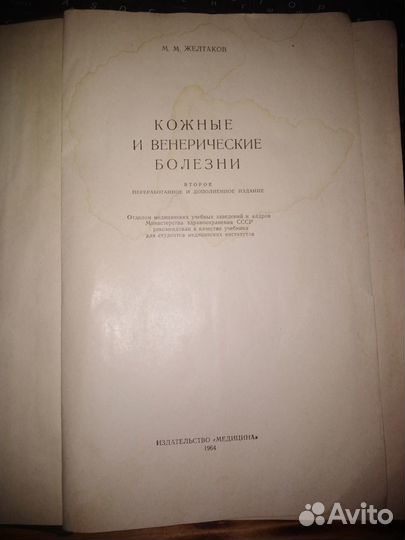 М. М. ЖЕЛТАКОВ
КОЖНЫЕ
И ВЕНЕРИЧЕСКИЕ
БОЛЕЗНИ
ВТОРОЕ
ПЕРЕРАБОТАННОЕ И ДОПОЛНЕННОЕ ИЗДАНИЕ
Отделом медицинских учебных заведений и кадров
Министерства здравоохранения СССР
рекомендован в качестве учебника
для студентов медицинских институтов
ИЗДАТЕЛЬСТВО «МЕДИЦИНА»
1964
Avito